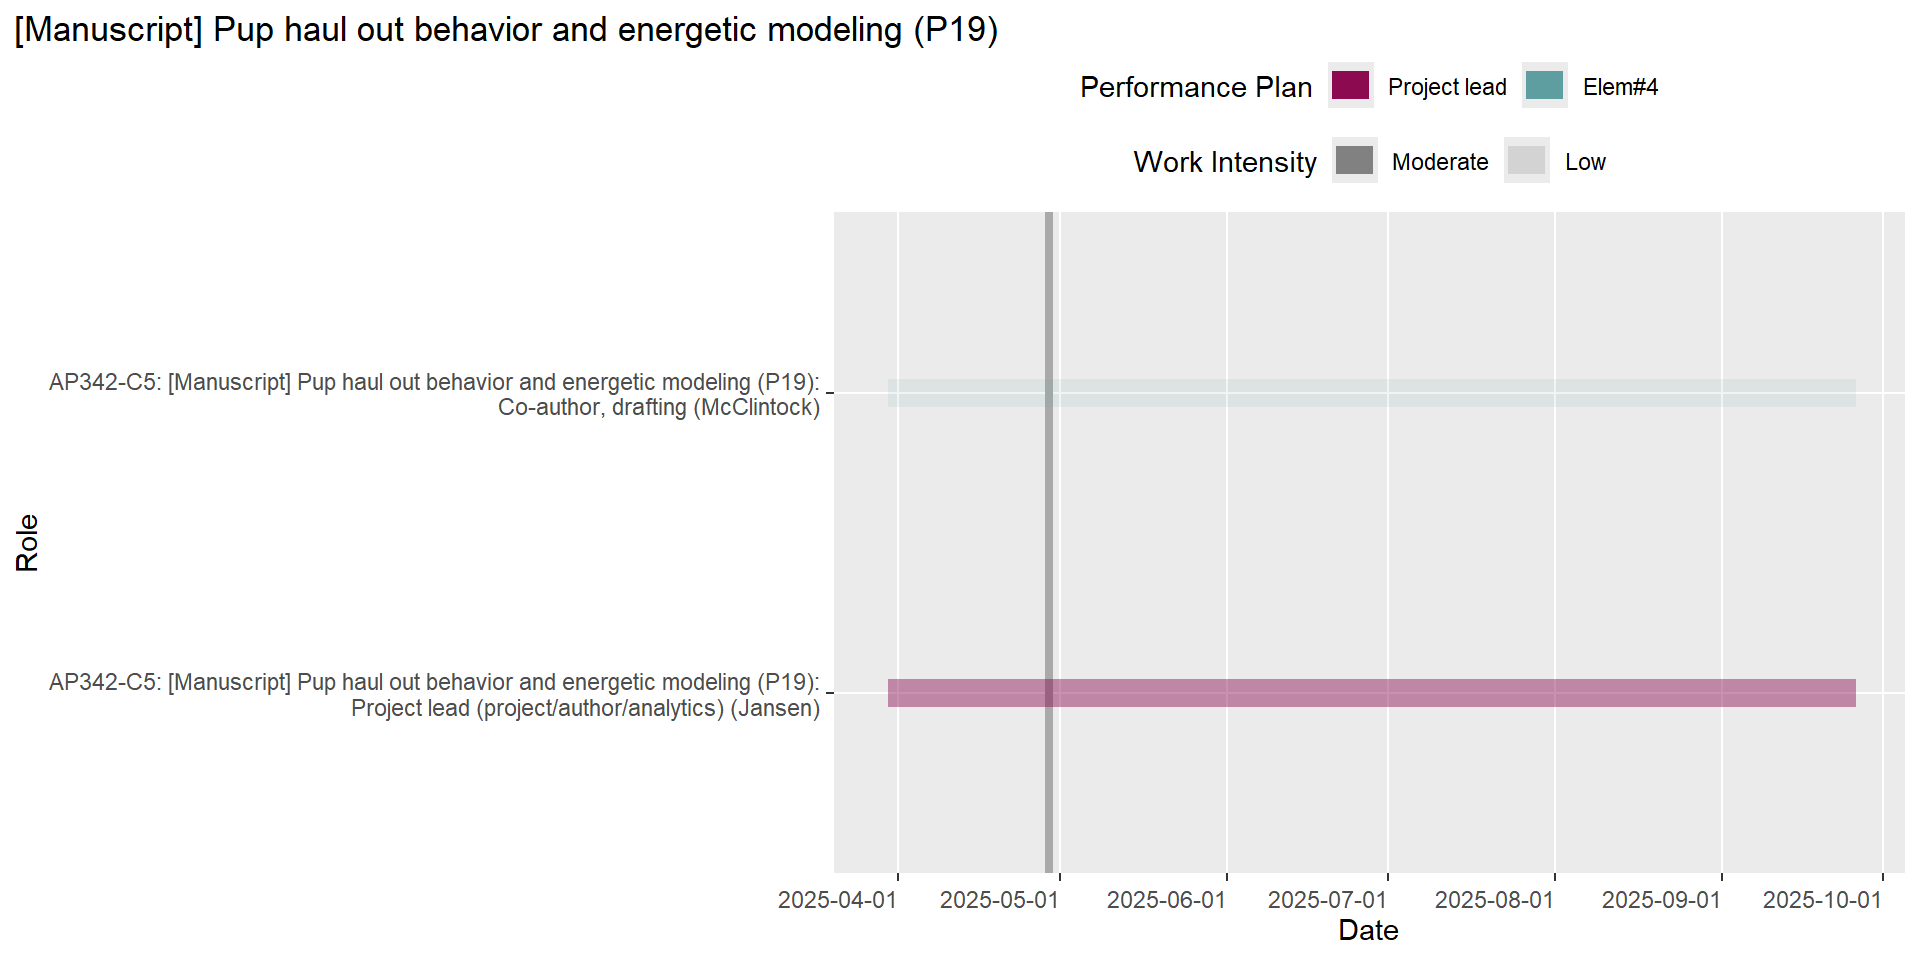 [Manuscript] Pup haul out behavior and energetic modeling (P19)
Performance Plan Project lead Elem#4
Work Intensity Moderate Low
AP342-C5: [Manuscript] Pup haul out behavior and energetic modeling (P19):
Co-author, drafting (McClintock)
Role
AP342-C5: [Manuscript] Pup haul out behavior and energetic modeling (P19):
Project lead (project/author/analytics) (Jansen)
2025-04-01 2025-05-01 2025-06-01 2025-07-01 2025-08-01 2025-09-01 2025-10-01
Date